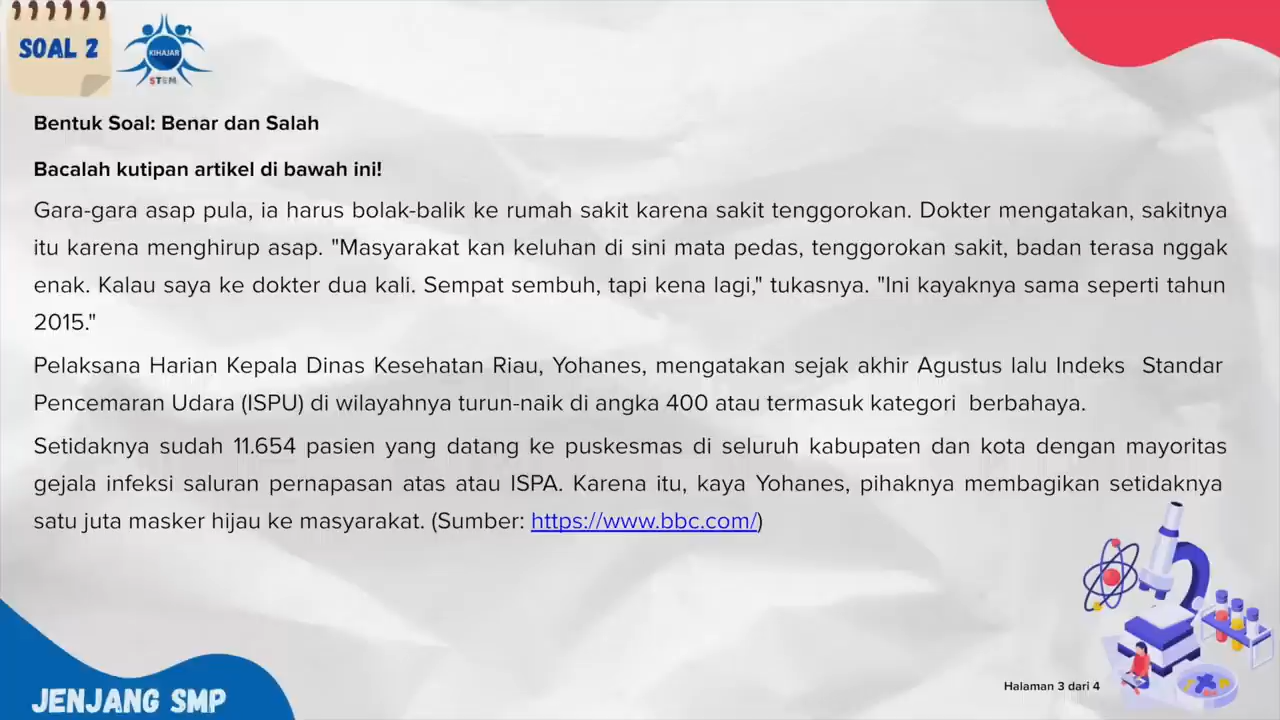 SOAL 2
KIHAJAR
STEM
Bentuk Soal: Benar dan Salah
Bacalah kutipan artikel di bawah ini!
Gara-gara asap pula, ia harus bolak-balik ke rumah sakit karena sakit tenggorokan. Dokter mengatakan, sakitnya
itu karena menghirup asap. "Masyarakat kan keluhan di sini mata pedas, tenggorokan sakit, badan terasa nggak
enak. Kalau saya ke dokter dua kali. Sempat sembuh, tapi kena lagi," tukasnya. "Ini kayaknya sama seperti tahun
2015."
Pelaksana Harian Kepala Dinas Kesehatan Riau, Yohanes, mengatakan sejak akhir Agustus lalu Indeks Standar
Pencemaran Udara (ISPU) di wilayahnya turun-naik di angka 400 atau termasuk kategori berbahaya.
Setidaknya sudah 11.654 pasien yang datang ke puskesmas di seluruh kabupaten dan kota dengan mayoritas
gejala infeksi saluran pernapasan atas atau ISPA. Karena itu, kaya Yohanes, pihaknya membagikan setidaknya
satu juta masker hijau ke masyarakat. (Sumber: https://www.bbc.com/)
Halaman 3 dari 4
JENJANG SMP